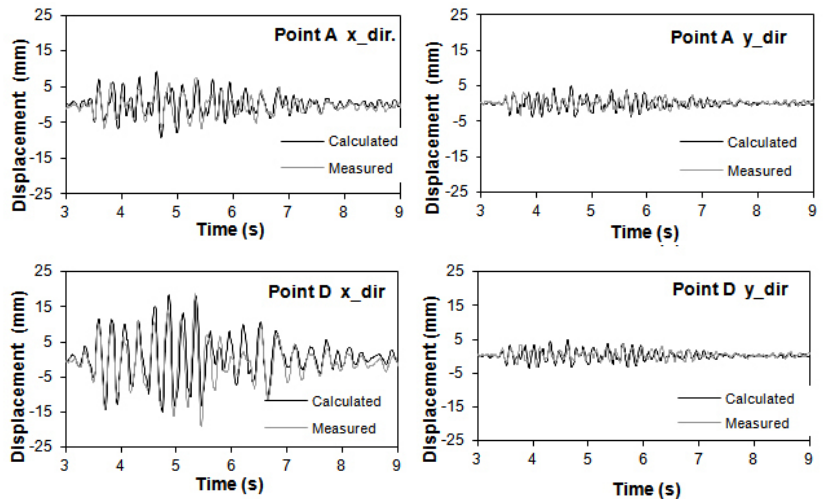 Point A x_dir.
Displacement (mm)
25
15
5
-5
-15
-25
Calculated
Measured
3 4 5 6 7 8 9
Time (s)
Point A y_dir
Displacement (mm)
25
15
5
-5
-15
-25
Calculated
Measured
3 4 5 6 7 8 9
Time (s)
Point D x_dir
Displacement (mm)
25
15
5
-5
-15
-25
Calculated
Measured
3 4 5 6 7 8 9
Time (s)
Point D y_dir
Displacement (mm)
25
15
5
-5
-15
-25
Calculated
Measured
3 4 5 6 7 8 9
Time (s)